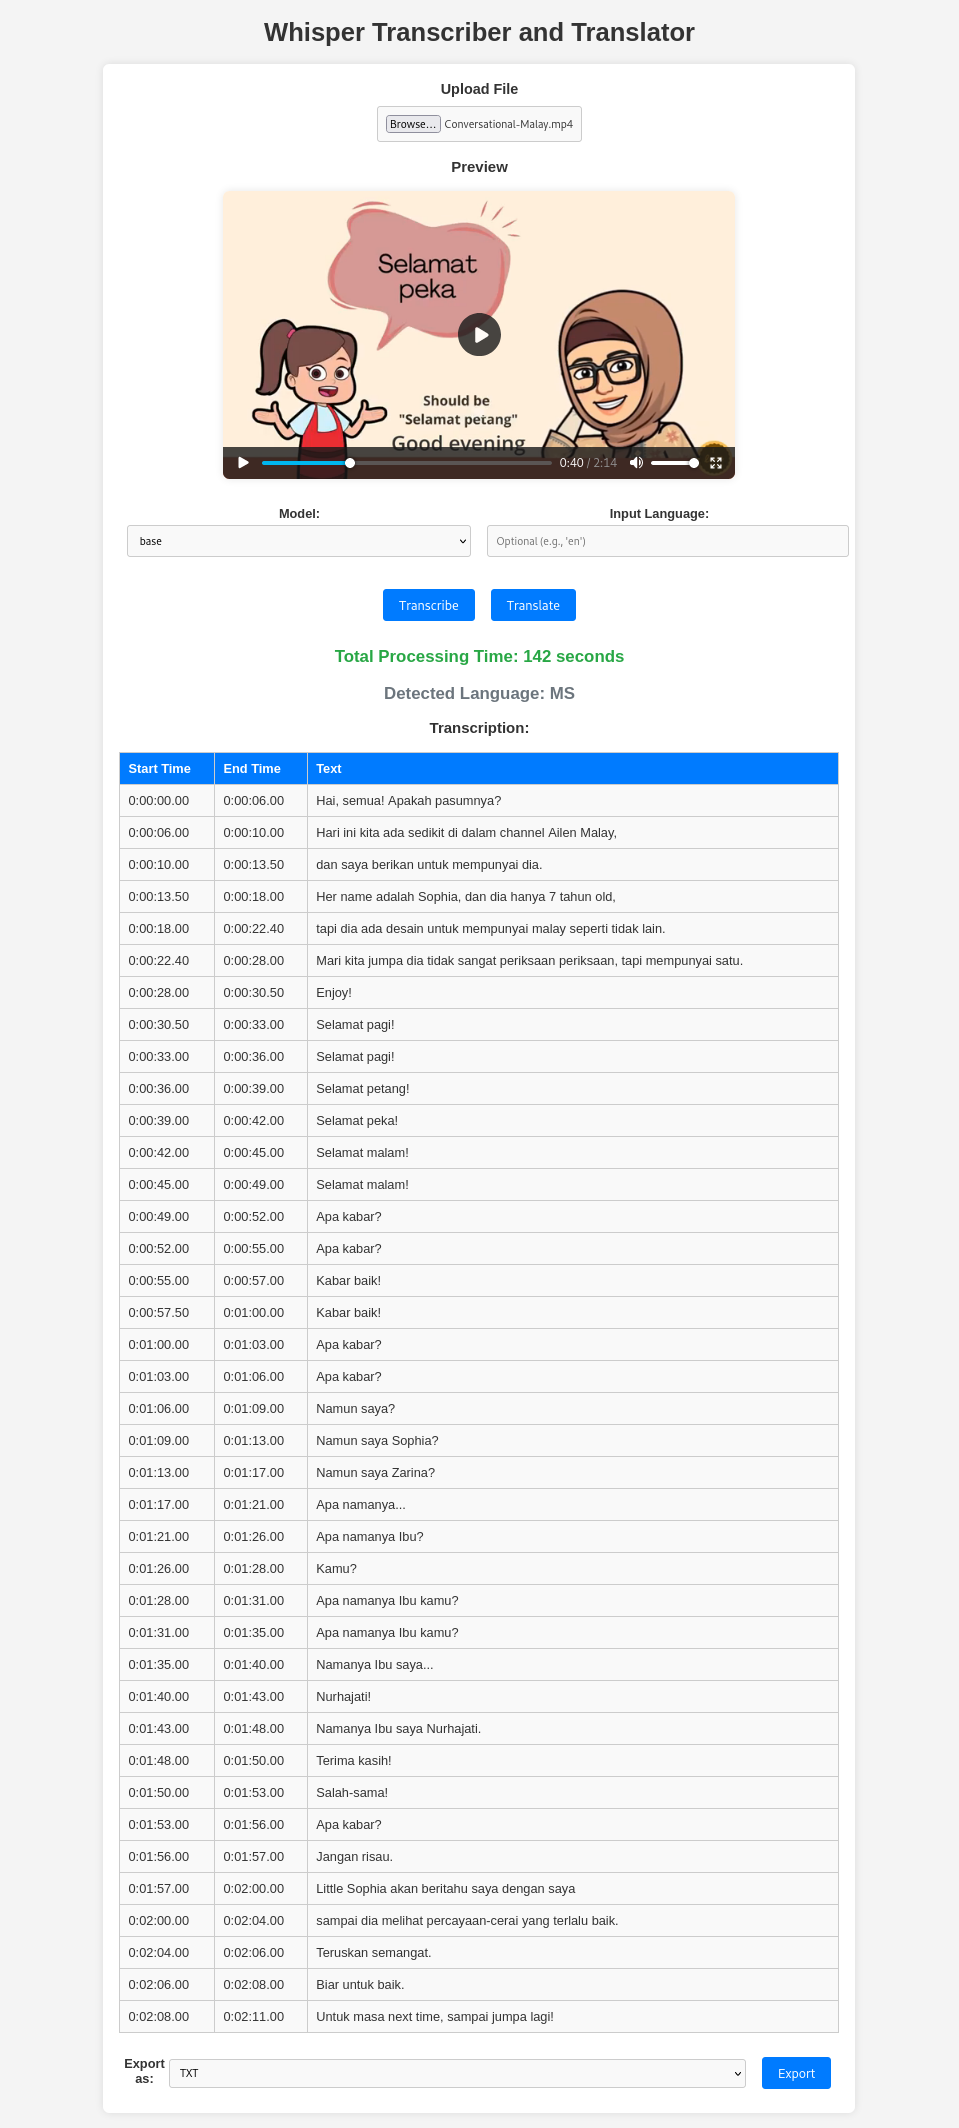 Whisper Transcriber and Translator
Upload File
Browse... Conversational-Malay.mp4
Preview
Selamat
peka
Should be
"Selamat petang"
Good evening
0:40 / 2:14
Model: Input Language:
base Optional (e.g., 'en')
Transcribe Translate
Total Processing Time: 142 seconds
Detected Language: MS
Transcription:
Start Time End Time Text
0:00:00.00 0:00:06.00 Hai, semua! Apakah pasumnya?
0:00:06.00 0:00:10.00 Hari ini kita ada sedikit di dalam channel Ailen Malay,
0:00:10.00 0:00:13.50 dan saya berikan untuk mempunyai dia.
0:00:13.50 0:00:18.00 Her name adalah Sophia, dan dia hanya 7 tahun old,
0:00:18.00 0:00:22.40 tapi dia ada desain untuk mempunyai malay seperti tidak lain.
0:00:22.40 0:00:28.00 Mari kita jumpa dia tidak sangat periksaan periksaan, tapi mempunyai satu.
0:00:28.00 0:00:30.50 Enjoy!
0:00:30.50 0:00:33.00 Selamat pagi!
0:00:33.00 0:00:36.00 Selamat pagi!
0:00:36.00 0:00:39.00 Selamat petang!
0:00:39.00 0:00:42.00 Selamat peka!
0:00:42.00 0:00:45.00 Selamat malam!
0:00:45.00 0:00:49.00 Selamat malam!
0:00:49.00 0:00:52.00 Apa kabar?
0:00:52.00 0:00:55.00 Apa kabar?
0:00:55.00 0:00:57.00 Kabar baik!
0:00:57.50 0:01:00.00 Kabar baik!
0:01:00.00 0:01:03.00 Apa kabar?
0:01:03.00 0:01:06.00 Apa kabar?
0:01:06.00 0:01:09.00 Namun saya?
0:01:09.00 0:01:13.00 Namun saya Sophia?
0:01:13.00 0:01:17.00 Namun saya Zarina?
0:01:17.00 0:01:21.00 Apa namanya...
0:01:21.00 0:01:26.00 Apa namanya Ibu?
0:01:26.00 0:01:28.00 Kamu?
0:01:28.00 0:01:31.00 Apa namanya Ibu kamu?
0:01:31.00 0:01:35.00 Apa namanya Ibu kamu?
0:01:35.00 0:01:40.00 Namanya Ibu saya...
0:01:40.00 0:01:43.00 Nurhajati!
0:01:43.00 0:01:48.00 Namanya Ibu saya Nurhajati.
0:01:48.00 0:01:50.00 Terima kasih!
0:01:50.00 0:01:53.00 Salah-sama!
0:01:53.00 0:01:56.00 Apa kabar?
0:01:56.00 0:01:57.00 Jangan risau.
0:01:57.00 0:02:00.00 Little Sophia akan beritahu saya dengan saya
0:02:00.00 0:02:04.00 sampai dia melihat percayaan-cerai yang terlalu baik.
0:02:04.00 0:02:06.00 Teruskan semangat.
0:02:06.00 0:02:08.00 Biar untuk baik.
0:02:08.00 0:02:11.00 Untuk masa next time, sampai jumpa lagi!
Export
as: TXT Export